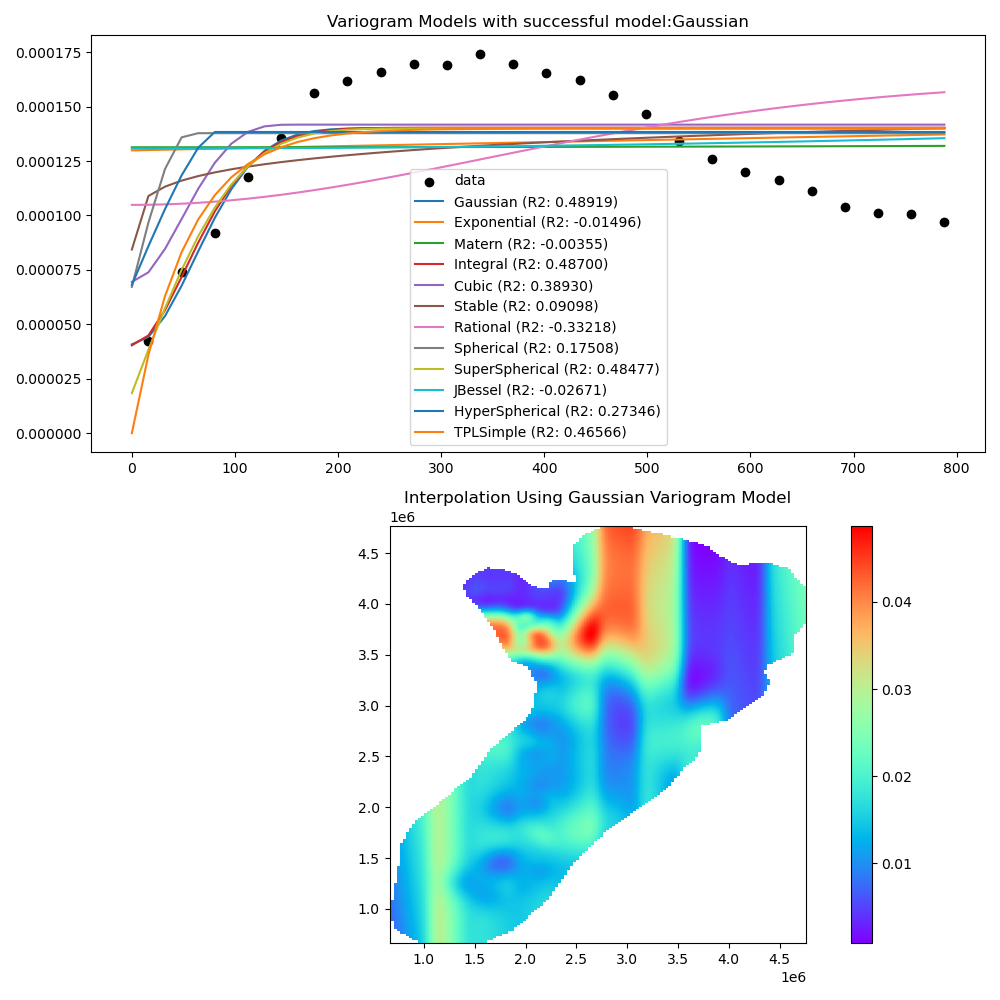 Variogram Models with successful model:Gaussian
0.000175
0.000150
0.000125
0.000100
0.000075
0.000050
0.000025
0.000000
data
Gaussian (R2: 0.48919)
Exponential (R2: -0.01496)
Matern (R2: -0.00355)
Integral (R2: 0.48700)
Cubic (R2: 0.38930)
Stable (R2: 0.09098)
Rational (R2: -0.33218)
Spherical (R2: 0.17508)
SuperSpherical (R2: 0.48477)
JBessel (R2: -0.02671)
HyperSpherical (R2: 0.27346)
TPLSimple (R2: 0.46566)
0 100 200 300 400 500 600 700 800
Interpolation Using Gaussian Variogram Model
1e6
4.5
4.0
3.5
3.0
2.5
2.0
1.5
1.0
1.0 1.5 2.0 2.5 3.0 3.5 4.0 4.5
1e6
0.04
0.03
0.02
0.01